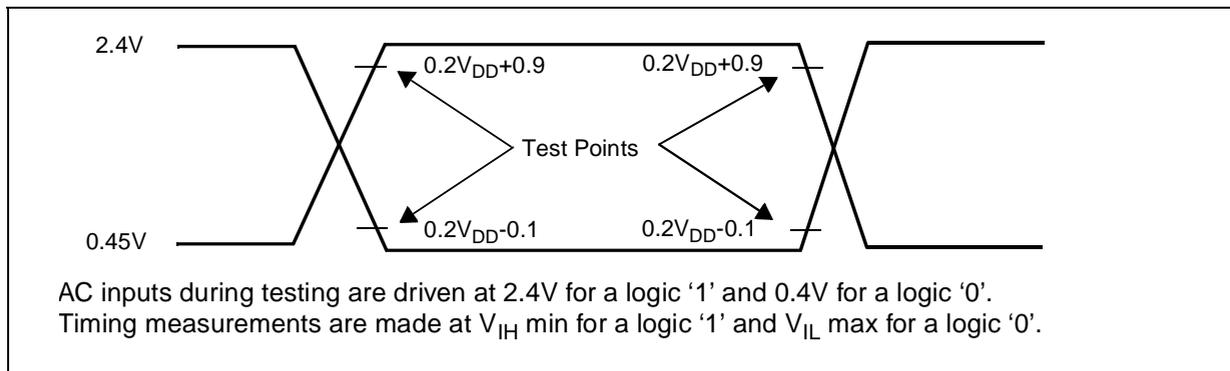 2.4V
0.2VDD+0.9 0.2VDD+0.9
Test Points
0.2VDD-0.1 0.2VDD-0.1
0.45V
AC inputs during testing are driven at 2.4V for a logic ‘1’ and 0.4V for a logic ‘0’.
Timing measurements are made at VIH min for a logic ‘1’ and VIL max for a logic ‘0’.